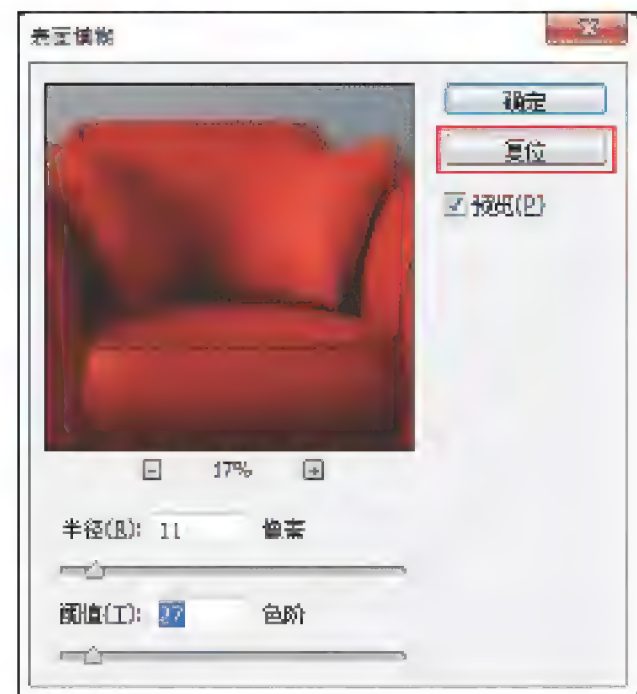 表面模糊
确定
复位
预览(P)
17%
半径(R): 11 像素
阈值(T): 27 色阶